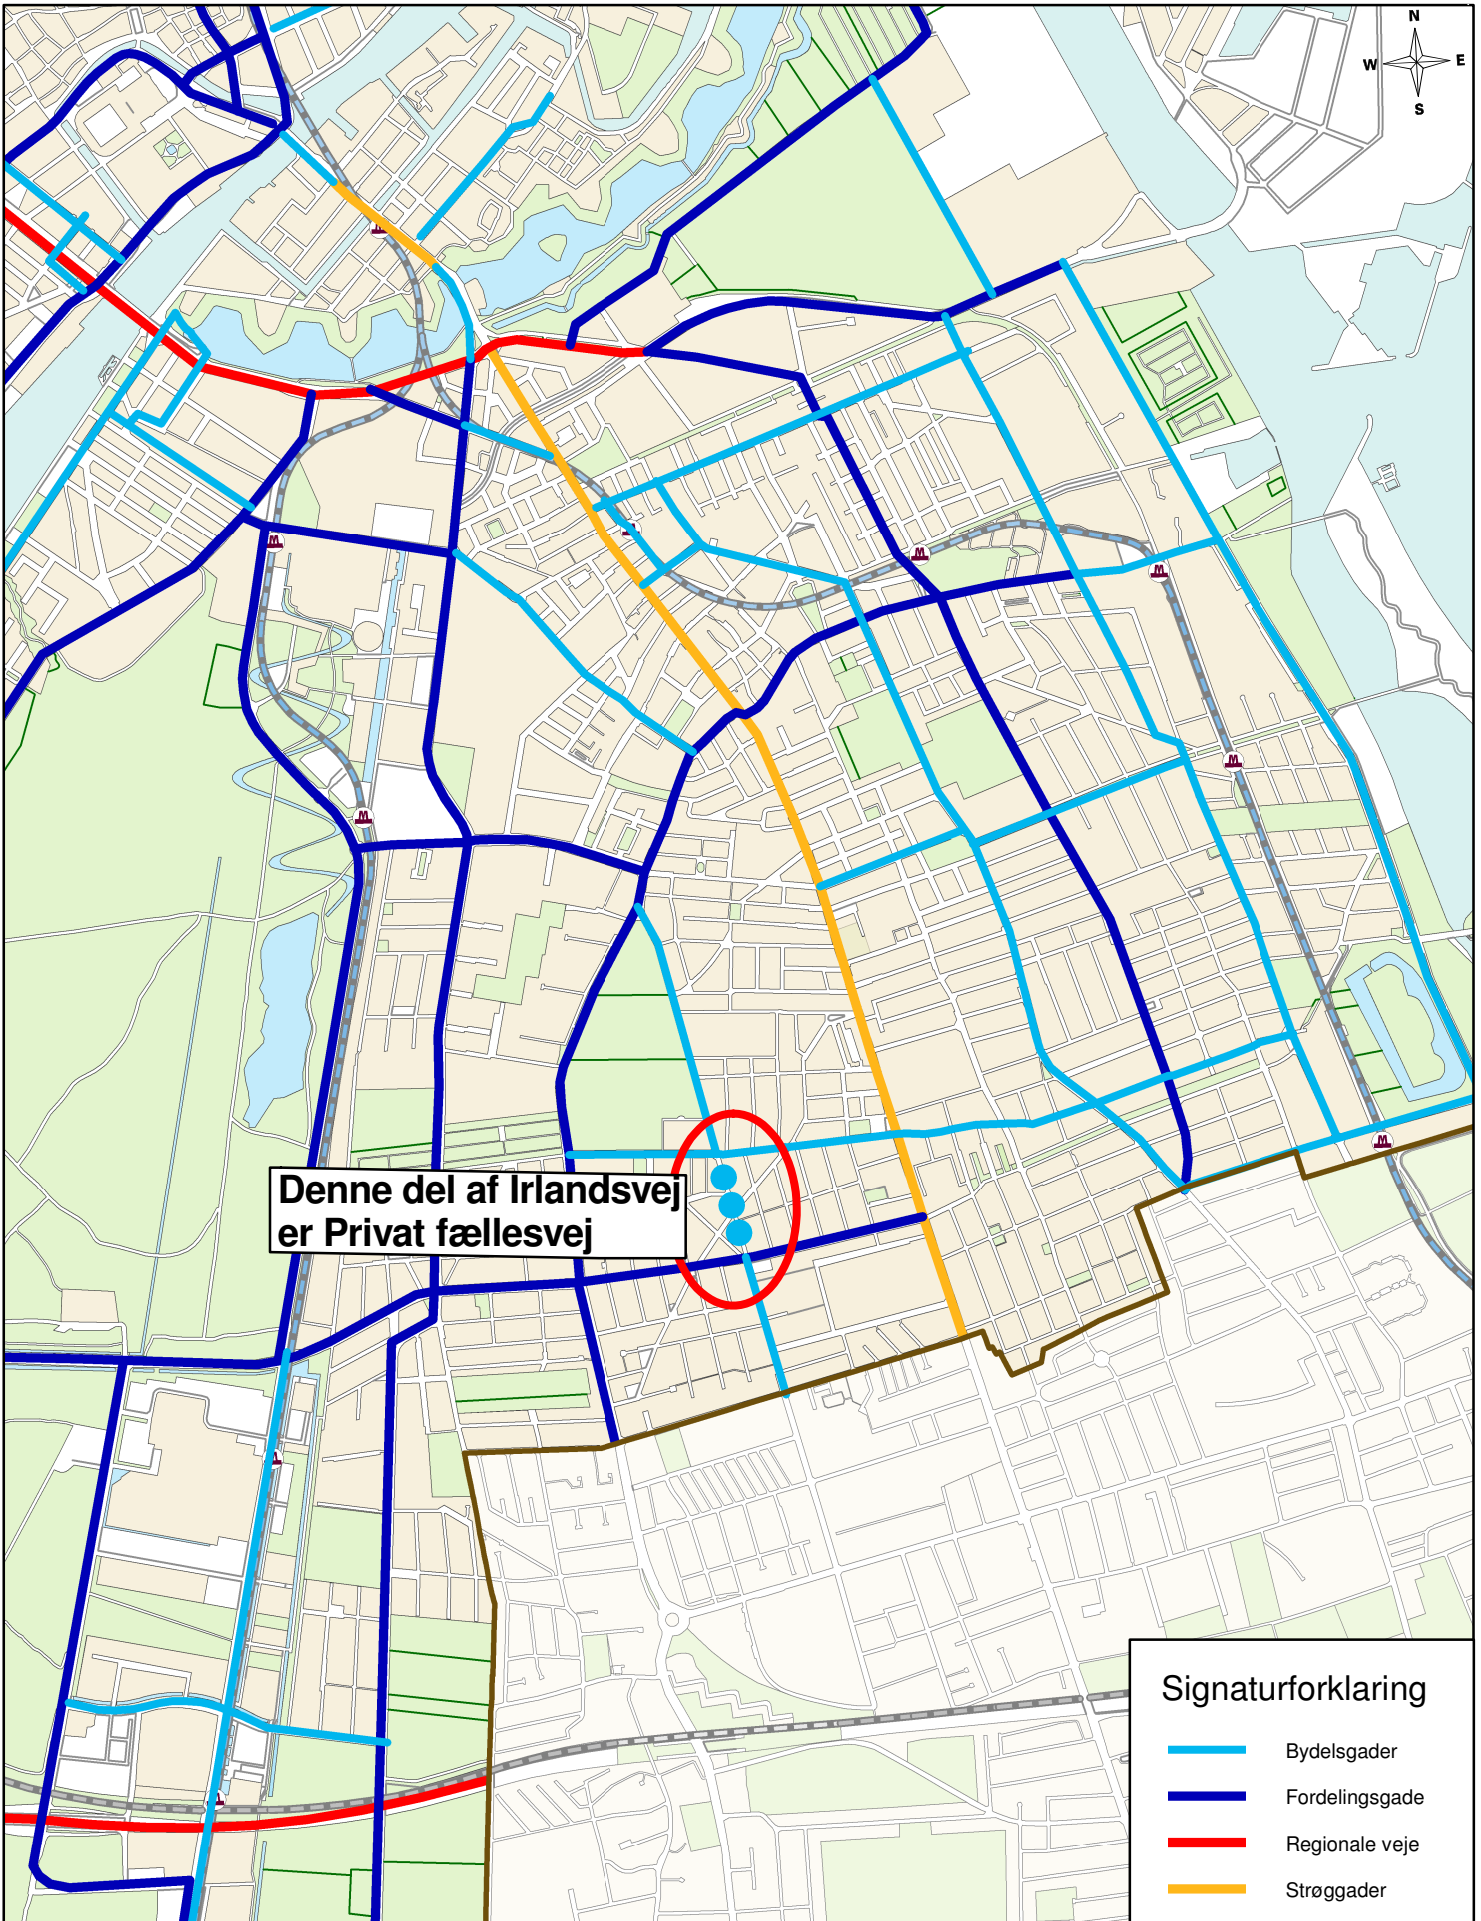 N
W E
S
Denne del af Irlandsvej
er Privat fællesvej
Signaturforklaring
Bydelsgader
Fordelingsgade
Regionale veje
Strøggader